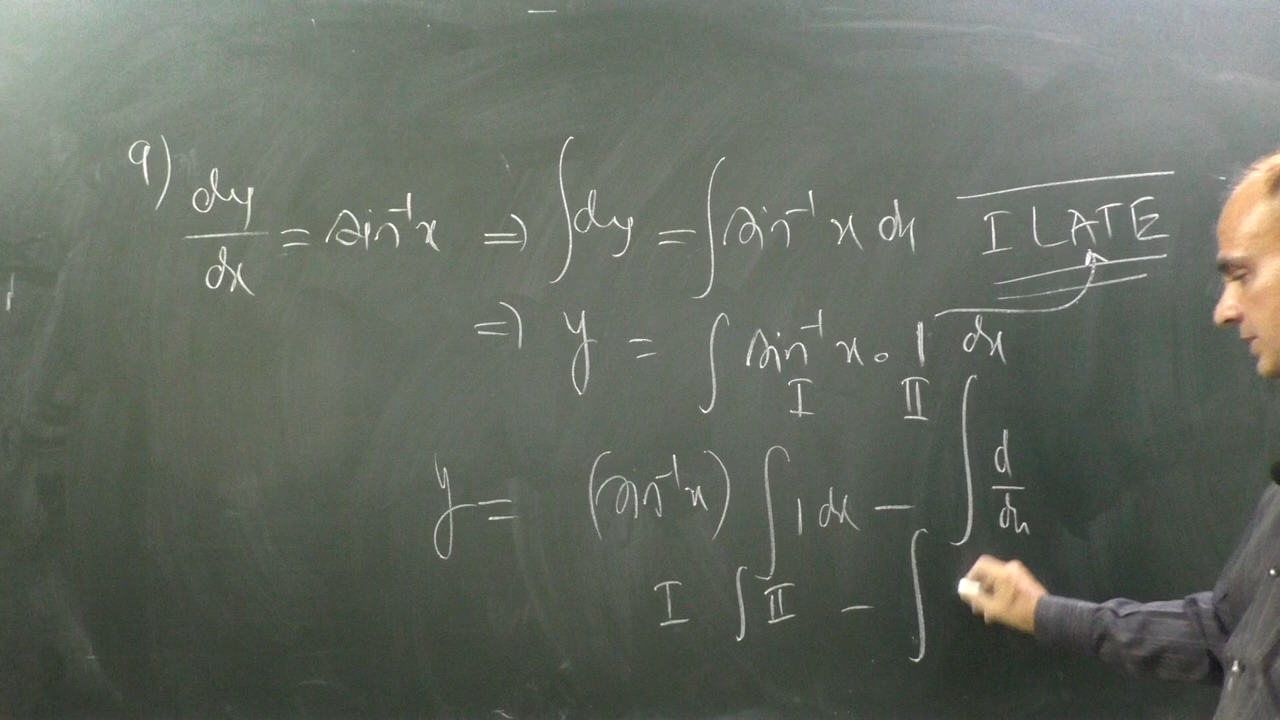 9) dy/dx = sin⁻¹x ⇒ ∫dy = ∫sin⁻¹x dx I LATE
⇒ y = ∫ sin⁻¹x . 1 dx
I II
y = (sin⁻¹x) ∫ 1 dx − ∫ d/dx
I ∫ II − ∫